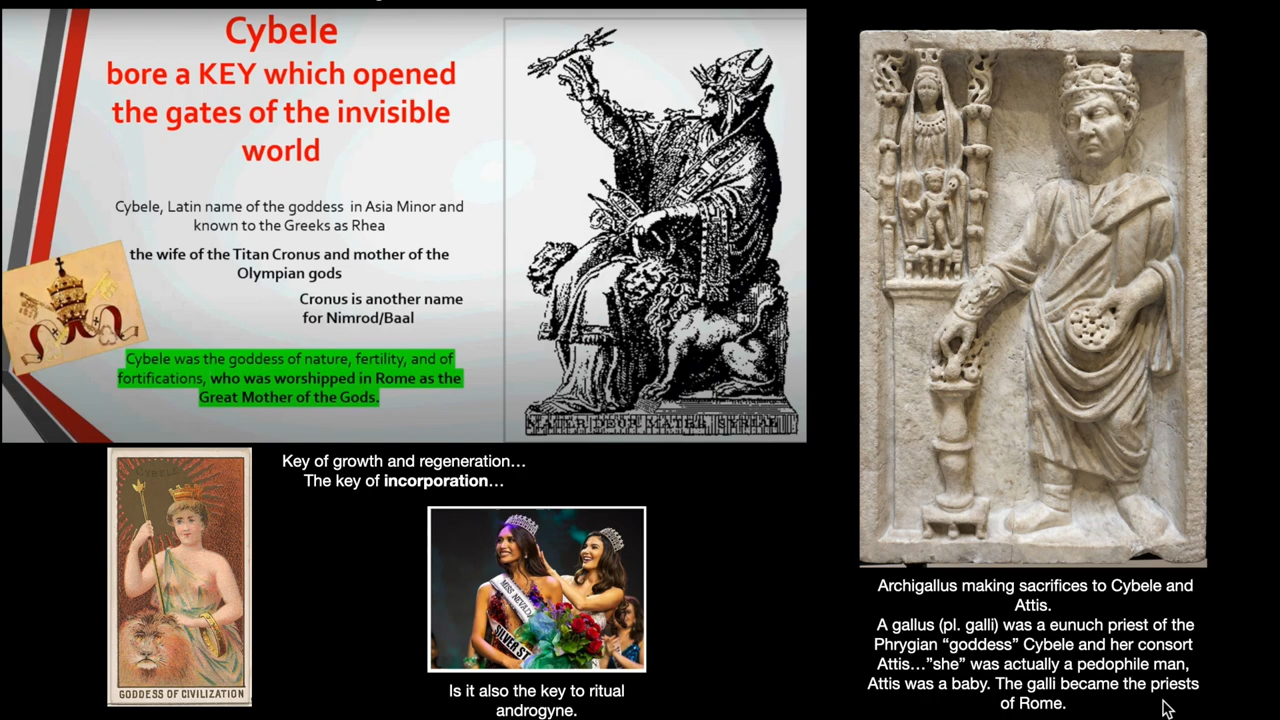 Cybele
bore a KEY which opened
the gates of the invisible
world
Cybele, Latin name of the goddess in Asia Minor and
known to the Greeks as Rhea
the wife of the Titan Cronus and mother of the
Olympian gods
Cronus is another name
for Nimrod/Baal
Cybele was the goddess of nature, fertility, and of
fortifications, who was worshipped in Rome as the
Great Mother of the Gods.
MATER DEOR MATER SYRIAE
CYBELE
GODDESS OF CIVILIZATION
Key of growth and regeneration…
The key of incorporation…
MISS NEVADA
SILVER ST
Is it also the key to ritual
androgyne.
Archigallus making sacrifices to Cybele and
Attis.
A gallus (pl. galli) was a eunuch priest of the
Phrygian “goddess” Cybele and her consort
Attis…”she” was actually a pedophile man,
Attis was a baby. The galli became the priests
of Rome.